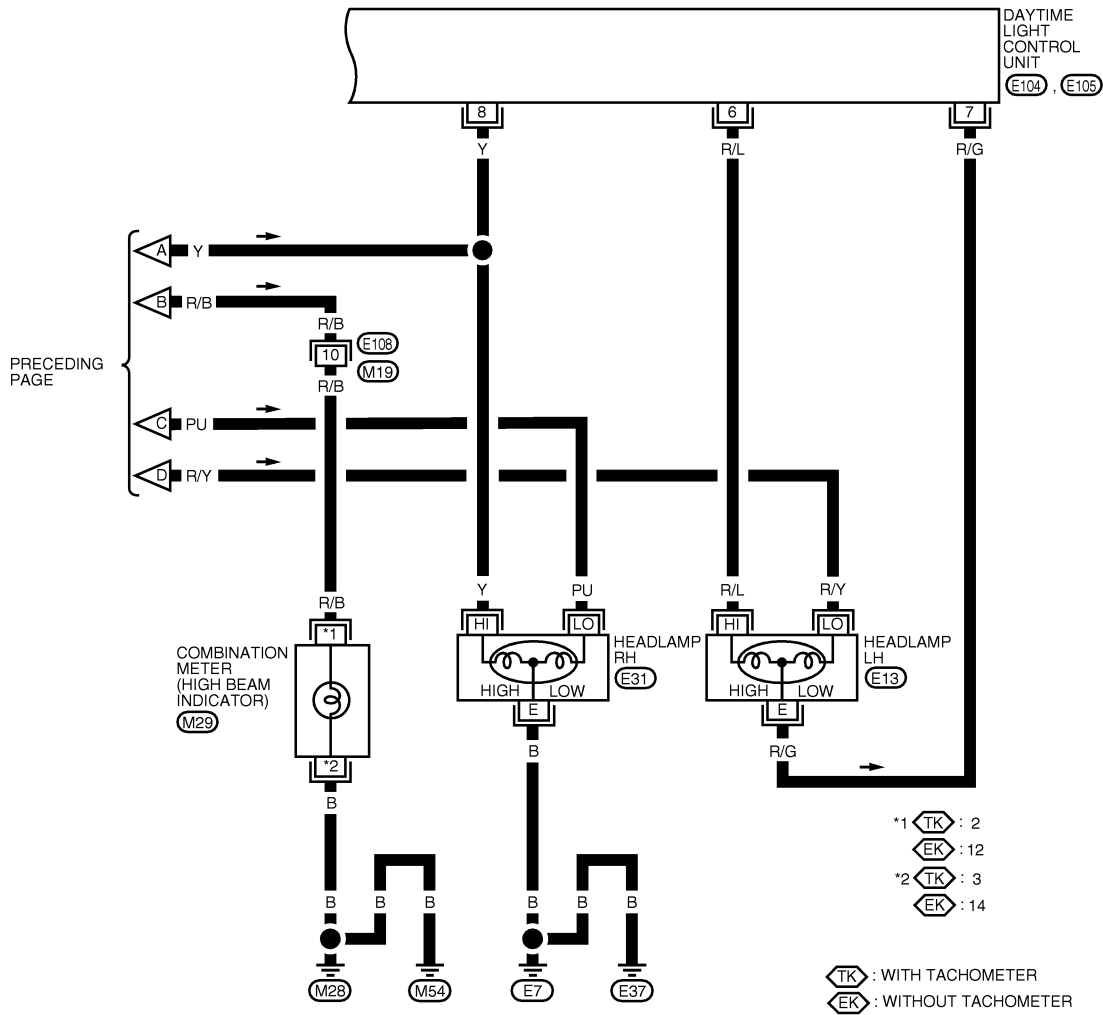 DAYTIME
LIGHT
CONTROL
UNIT
E104 , E105
8
6
7
Y
R/L
R/G
A Y
B R/B
R/B
10
E108
M19
R/B
PRECEDING
PAGE
C PU
D R/Y
R/B
Y
PU
R/L
R/Y
*1
HI
LO
HI
LO
COMBINATION
METER
(HIGH BEAM
INDICATOR)
M29
HEADLAMP
RH
E31
HEADLAMP
LH
E13
HIGH LOW
HIGH LOW
E
E
*2
B
B
R/G
*1 TK : 2
EK : 12
*2 TK : 3
EK : 14
B
B
B
B
B
B
M28
M54
E7
E37
TK : WITH TACHOMETER
EK : WITHOUT TACHOMETER